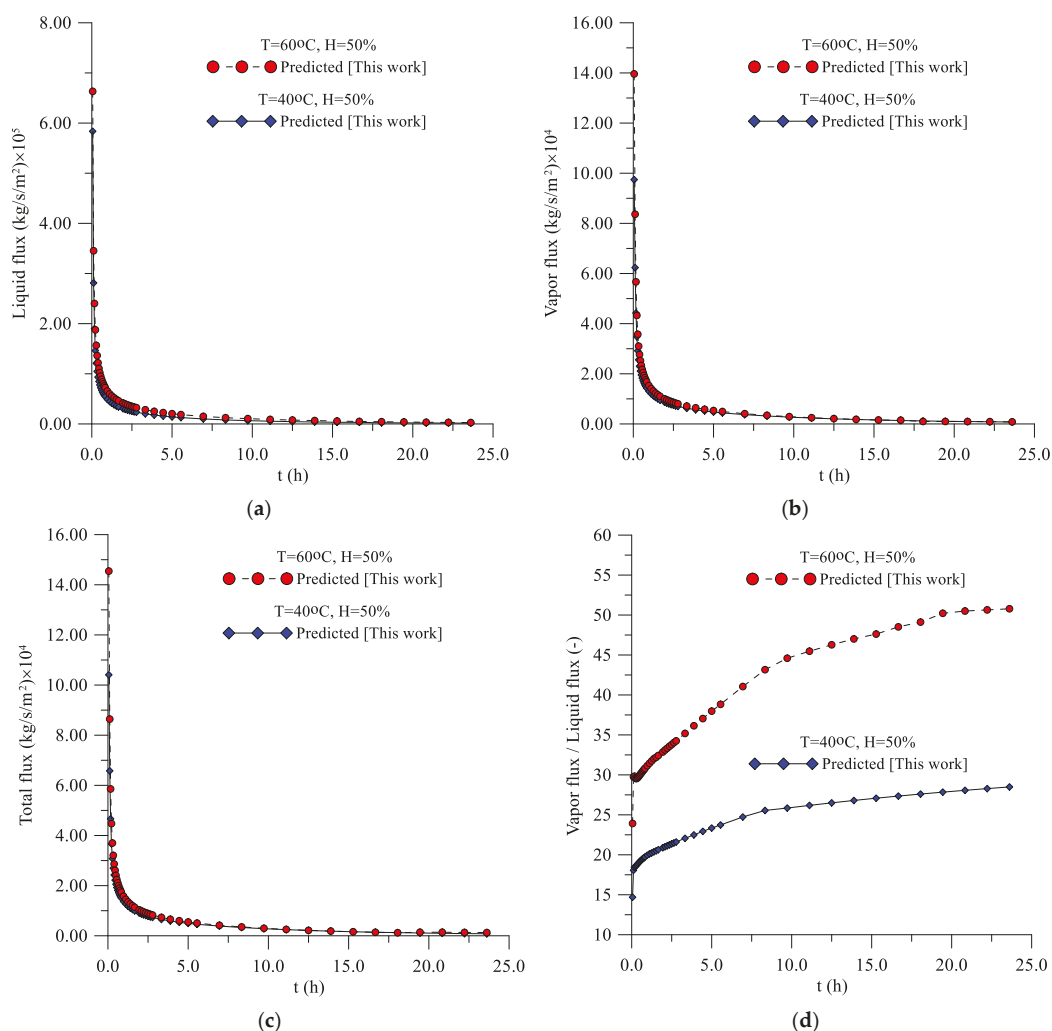 8.00
6.00
4.00
2.00
0.00
Liquid flux (kg/s/m²)×10⁵
T=60ºC, H=50%
Predicted [This work]
T=40ºC, H=50%
Predicted [This work]
0.0 5.0 10.0 15.0 20.0 25.0
t (h)
(a)
16.00
14.00
12.00
10.00
8.00
6.00
4.00
2.00
0.00
Vapor flux (kg/s/m²)×10⁴
T=60ºC, H=50%
Predicted [This work]
T=40ºC, H=50%
Predicted [This work]
0.0 5.0 10.0 15.0 20.0 25.0
t (h)
(b)
16.00
14.00
12.00
10.00
8.00
6.00
4.00
2.00
0.00
Total flux (kg/s/m²)×10⁴
T=60ºC, H=50%
Predicted [This work]
T=40ºC, H=50%
Predicted [This work]
0.0 5.0 10.0 15.0 20.0 25.0
t (h)
(c)
60
55
50
45
40
35
30
25
20
15
10
Vapor flux / Liquid flux (-)
T=60ºC, H=50%
Predicted [This work]
T=40ºC, H=50%
Predicted [This work]
0.0 5.0 10.0 15.0 20.0 25.0
t (h)
(d)